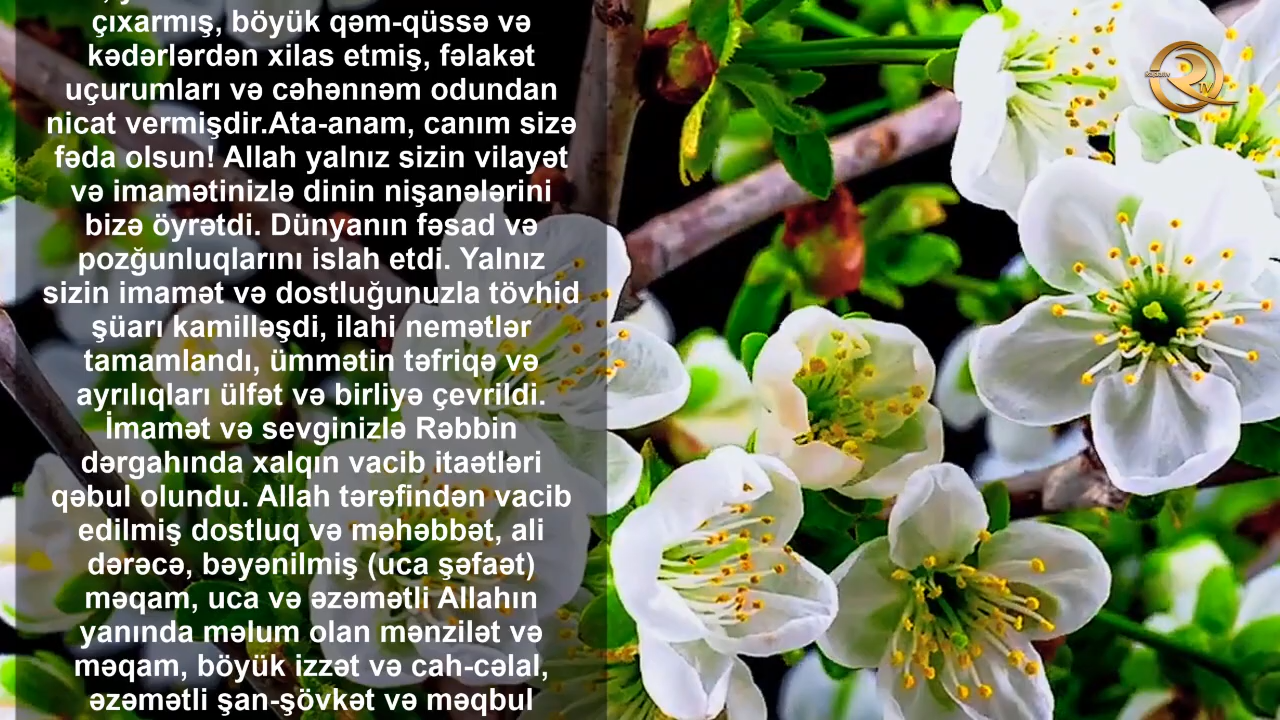 çıxarmış, böyük qəm-qüssə və
kədərlərdən xilas etmiş, fəlakət
uçurumları və cəhənnəm odundan
nicat vermişdir.Ata-anam, canım sizə
fəda olsun! Allah yalnız sizin vilayət
və imamətinizlə dinin nişanələrini
bizə öyrətdi. Dünyanın fəsad və
pozğunluqlarını islah etdi. Yalnız
sizin imamət və dostluğunuzla tövhid
şüarı kamilləşdi, ilahi nemətlər
tamamlandı, ümmətin təfriqə və
ayrılıqları ülfət və birliyə çevrildi.
İmamət və sevginizlə Rəbbin
dərgahında xalqın vacib itaətləri
qəbul olundu. Allah tərəfindən vacib
edilmiş dostluq və məhəbbət, ali
dərəcə, bəyənilmiş (uca şəfaət)
məqam, uca və əzəmətli Allahın
yanında məlum olan mənzilət və
məqam, böyük izzət və cah-cəlal,
əzəmətli şan-şövkət və məqbul
TV